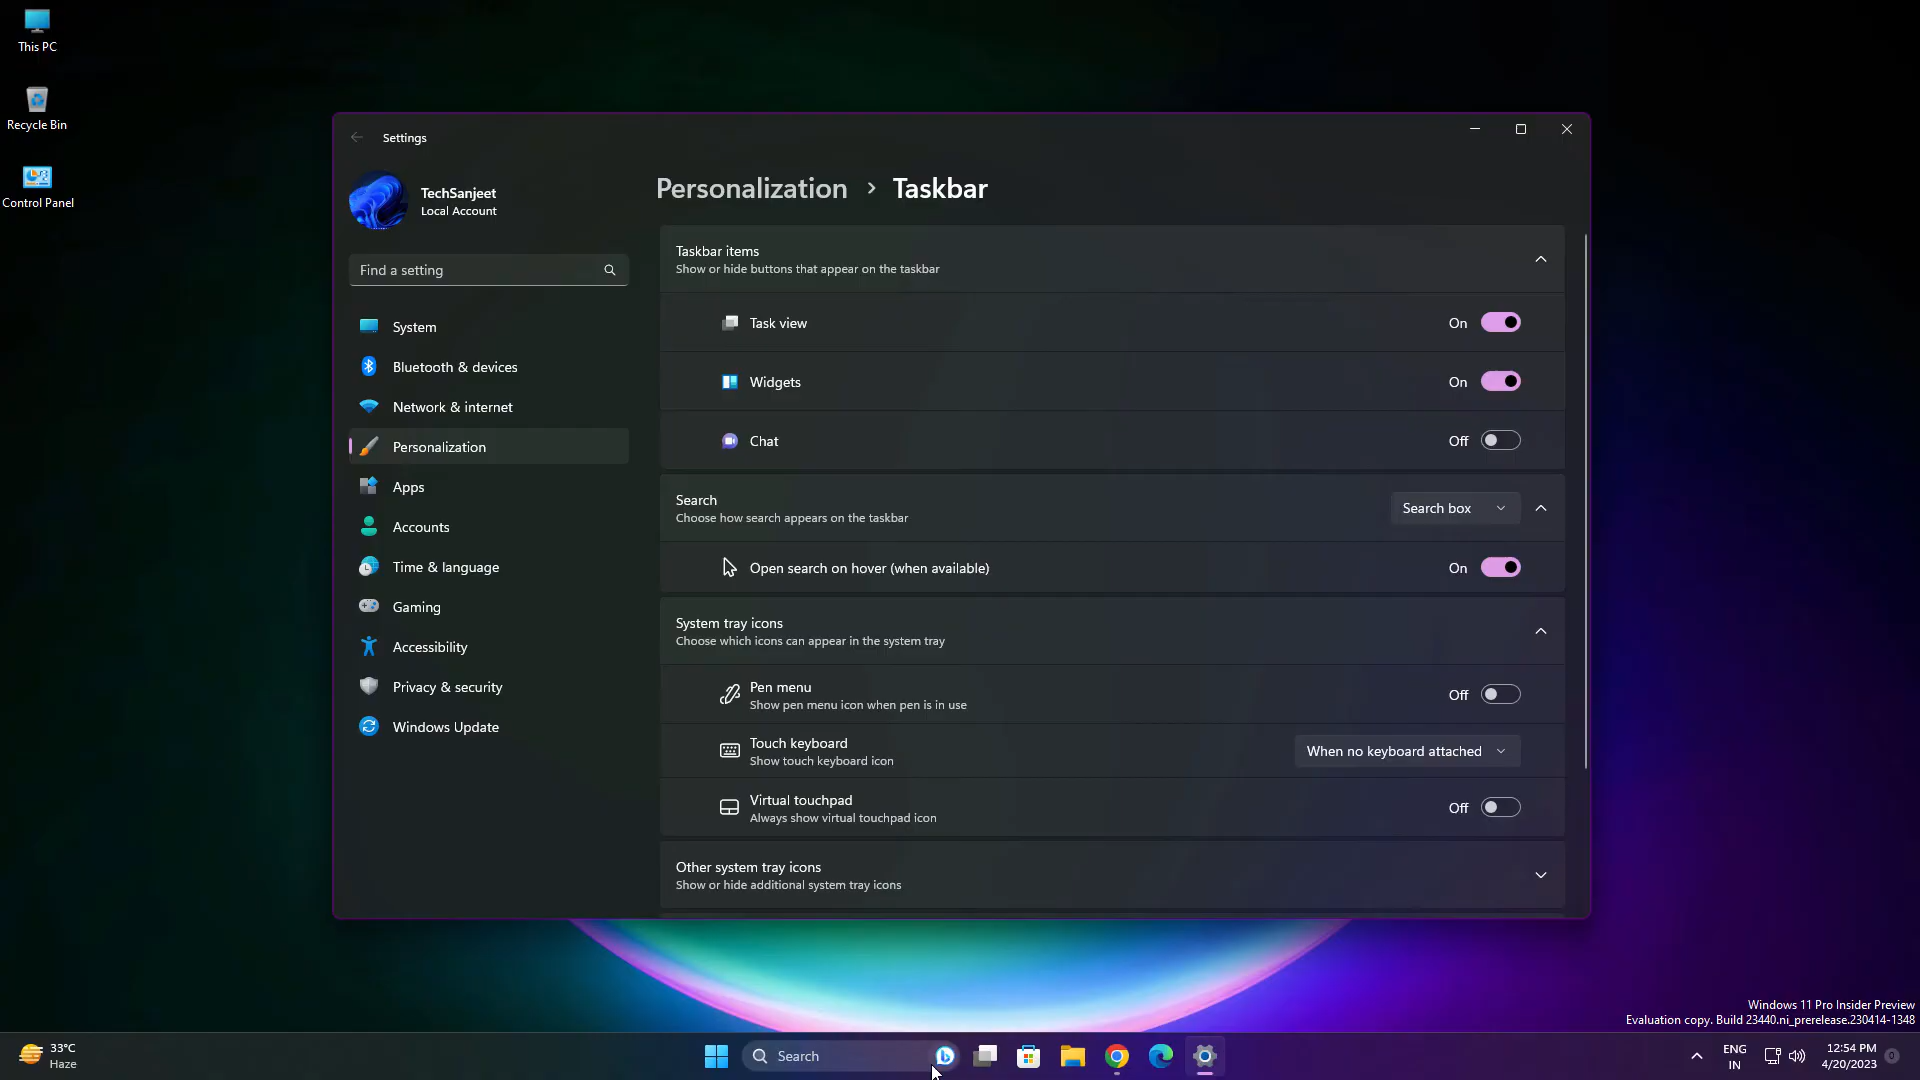 This PC
Recycle Bin
Control Panel
Settings
TechSanjeet
Local Account
Find a setting
System
Bluetooth & devices
Network & internet
Personalization
Apps
Accounts
Time & language
Gaming
Accessibility
Privacy & security
Windows Update
Personalization > Taskbar
Taskbar items
Show or hide buttons that appear on the taskbar
Task view On
Widgets On
Chat Off
Search
Choose how search appears on the taskbar
Search box
Open search on hover (when available) On
System tray icons
Choose which icons can appear in the system tray
Pen menu
Show pen menu icon when pen is in use
Off
Touch keyboard
Show touch keyboard icon
When no keyboard attached
Virtual touchpad
Always show virtual touchpad icon
Off
Other system tray icons
Show or hide additional system tray icons
Windows 11 Pro Insider Preview
Evaluation copy. Build 23440.ni_prerelease.230414-1348
33°C
Haze
Search
ENG
IN
12:54 PM
4/20/2023
0